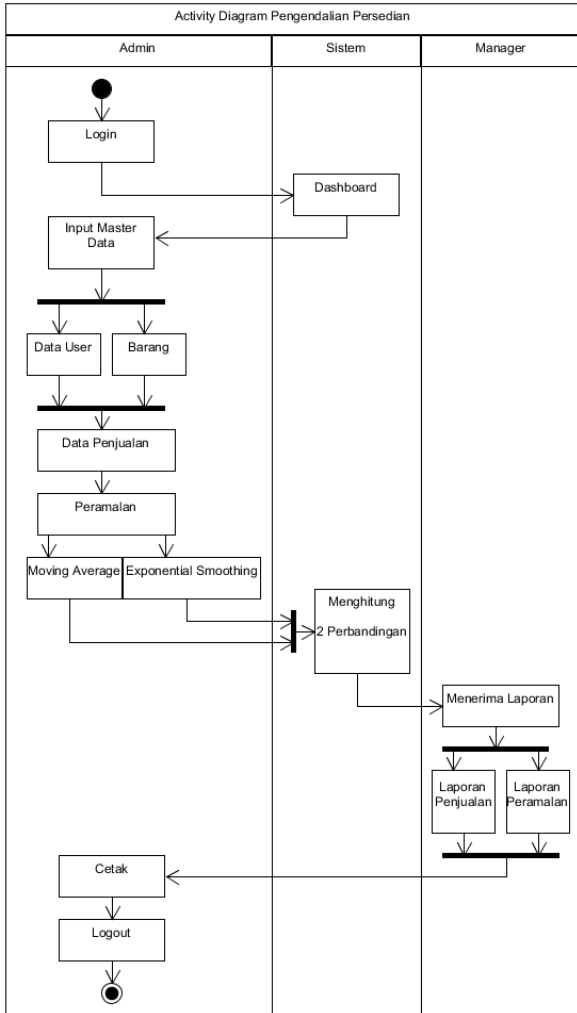 Activity Diagram Pengendalian Persedian
Admin
Sistem
Manager
Login
Dashboard
Input Master
Data
Data User
Barang
Data Penjualan
Peramalan
Moving Average
Exponential Smoothing
Menghitung
2 Perbandingan
Menerima Laporan
Laporan
Penjualan
Laporan
Peramalan
Cetak
Logout